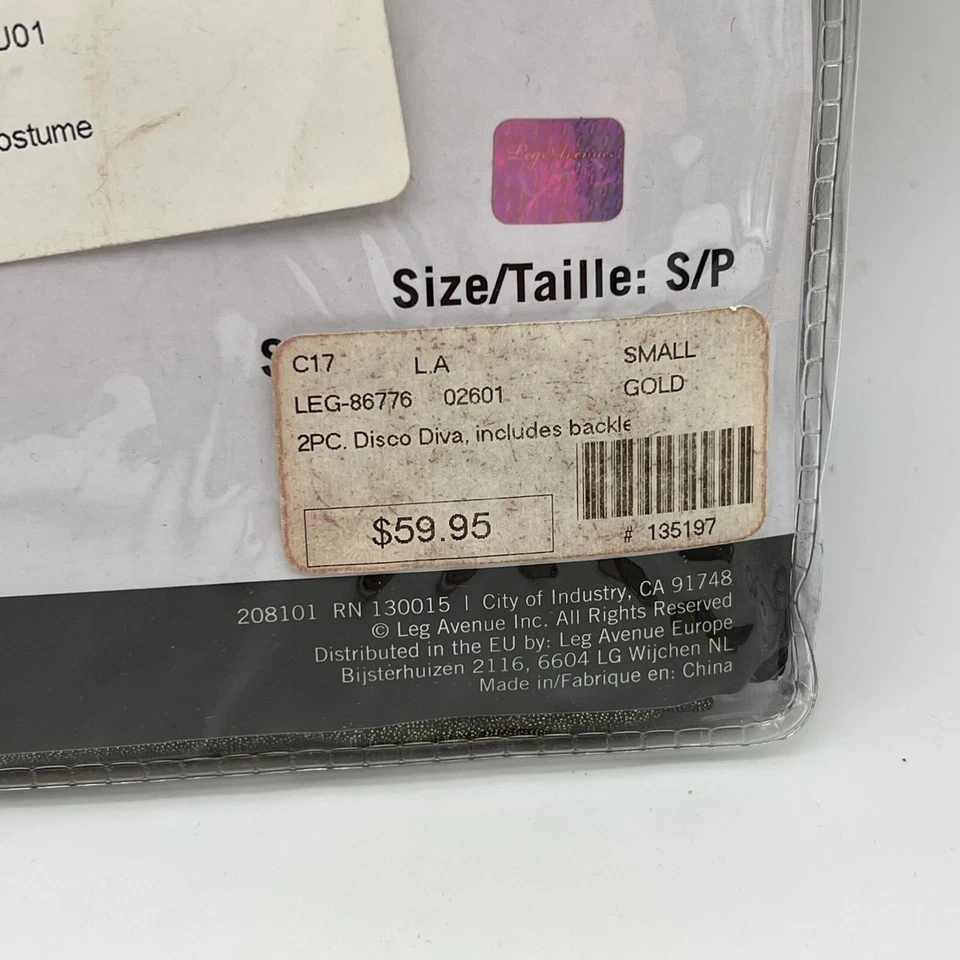 J01
ostume
Leg Avenue
Size/Taille: S/P
S
C17 L.A SMALL
LEG-86776 02601 GOLD
2PC. Disco Diva, includes backle
$59.95
# 135197
208101 RN 130015 | City of Industry, CA 91748
© Leg Avenue Inc. All Rights Reserved
Distributed in the EU by: Leg Avenue Europe
Bijsterhuizen 2116, 6604 LG Wijchen NL
Made in/Fabrique en: China